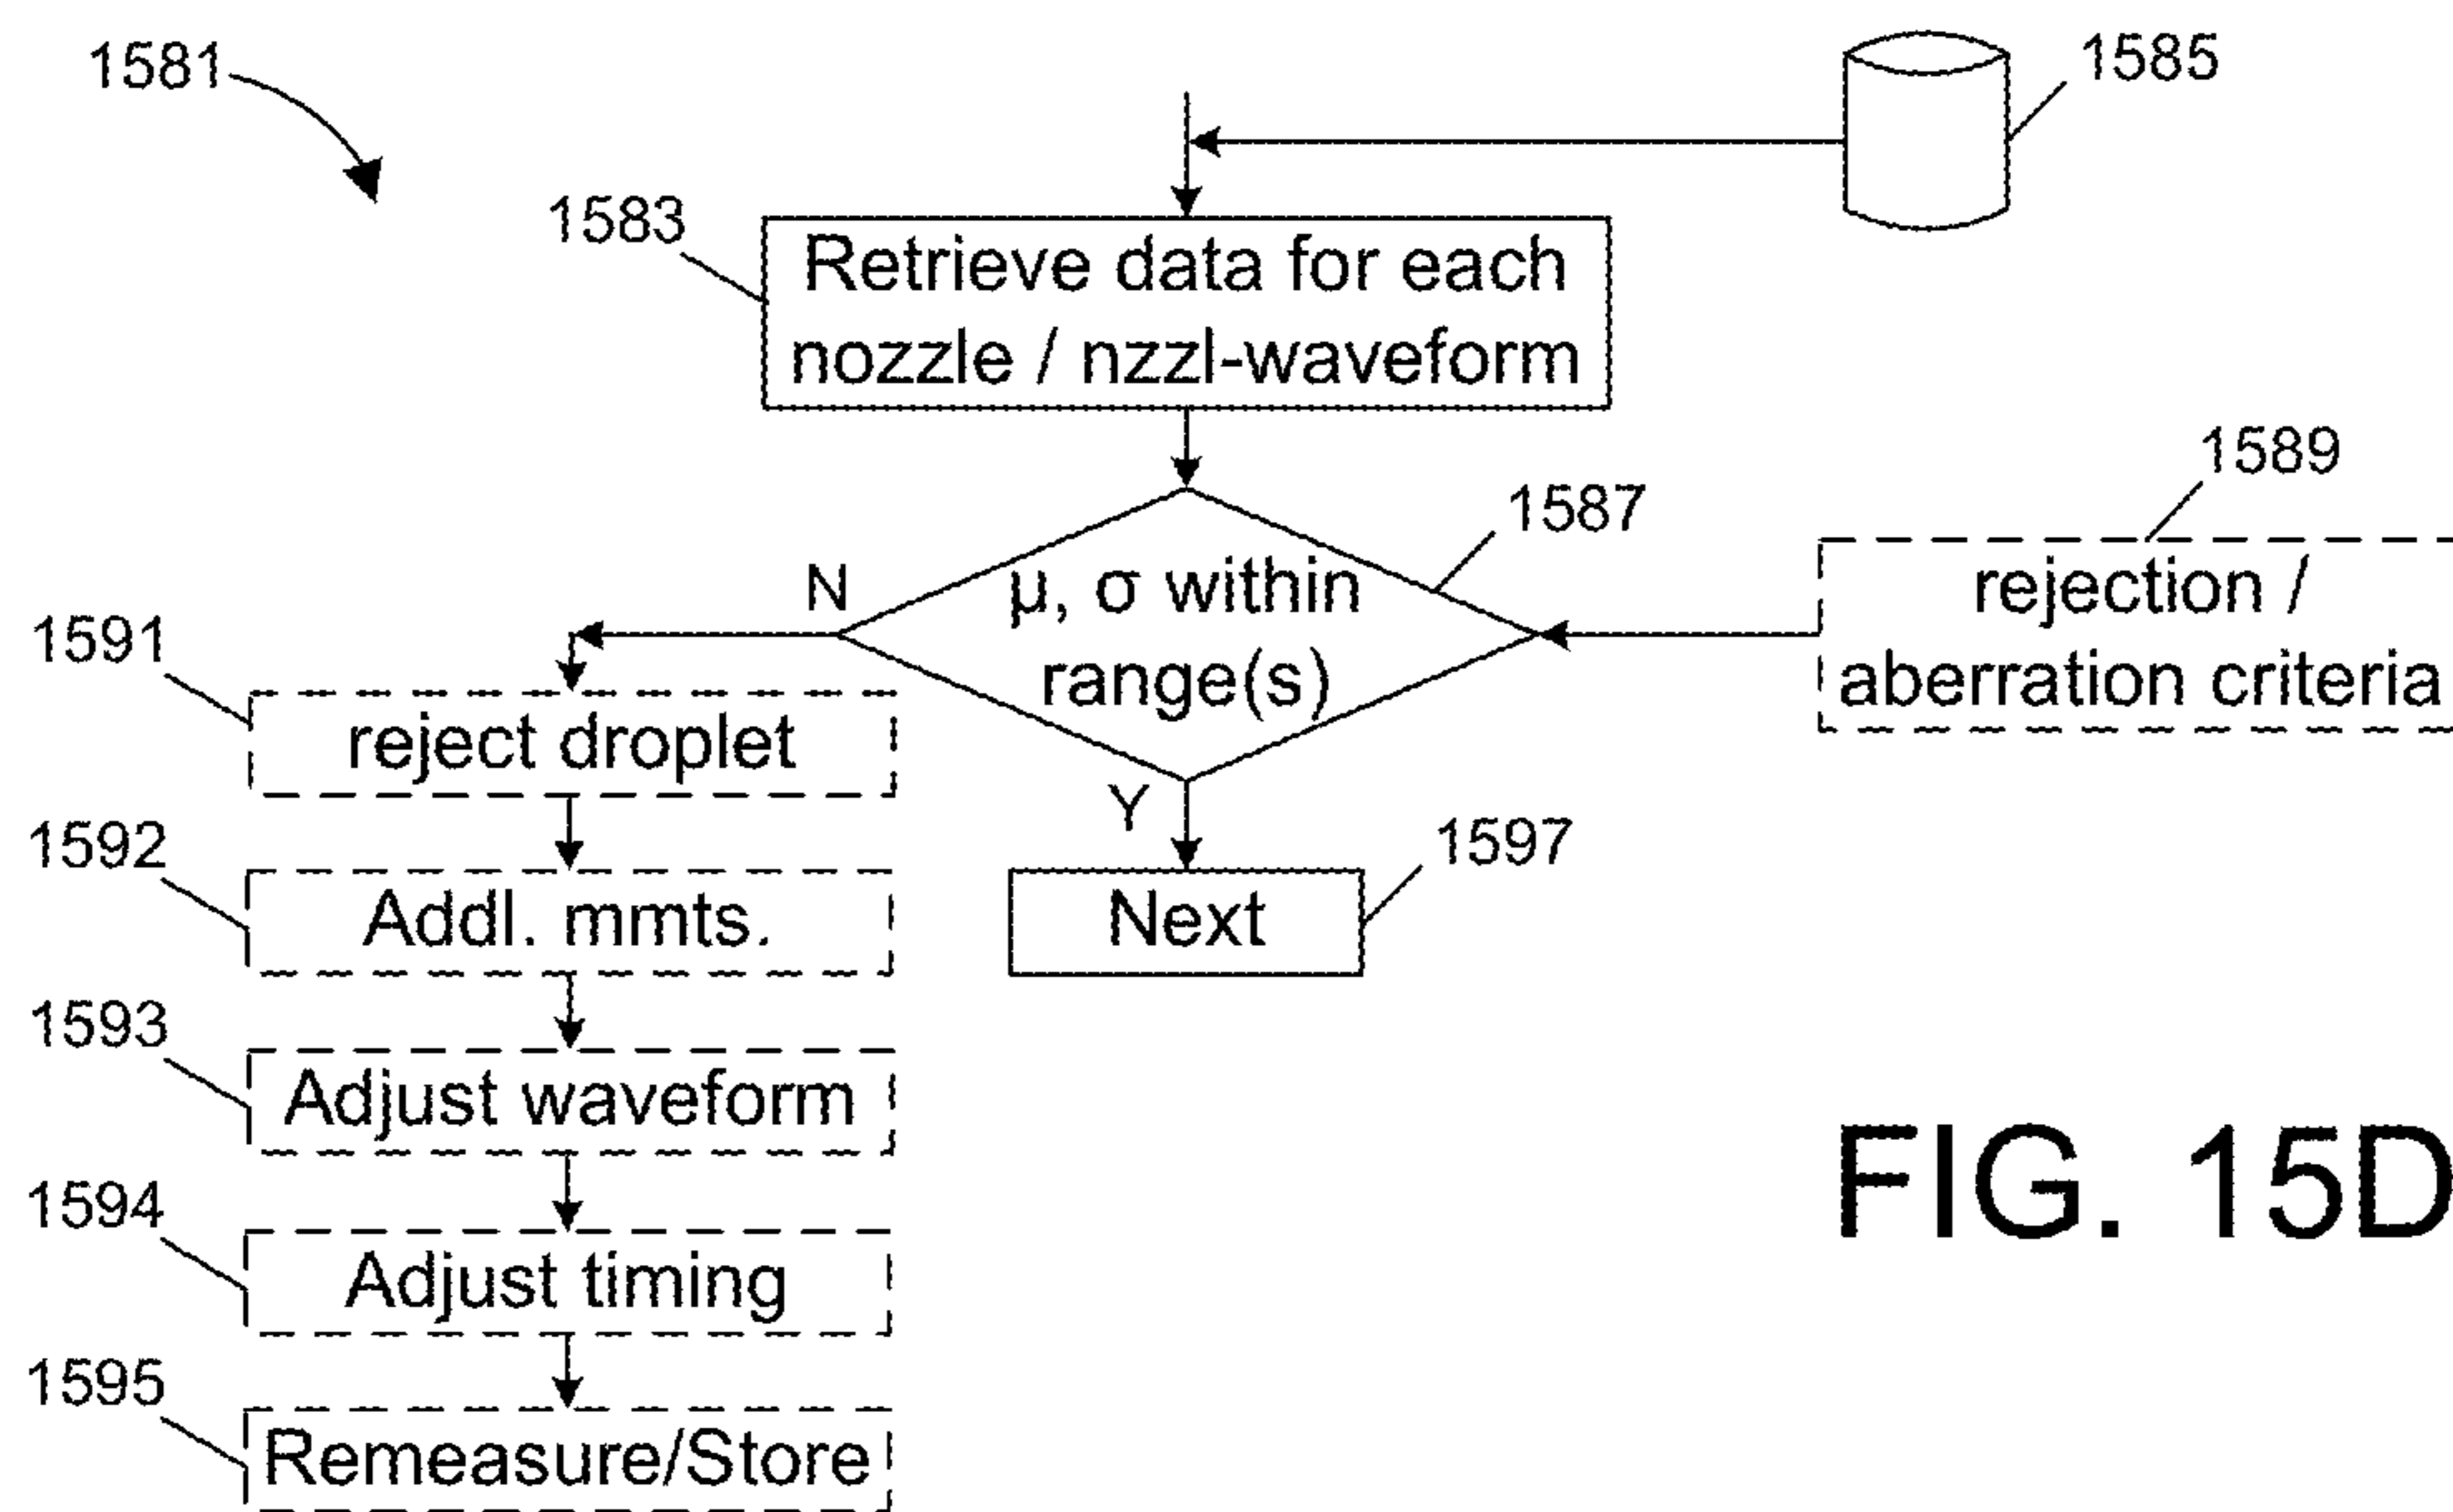 1581
1585
1583
Retrieve data for each
nozzle / nzzl-waveform
1589
1587
N
μ, σ within
range(s)
rejection /
aberration criteria
1591
reject droplet
Y
1592
Addl. mmts.
1597
Next
1593
Adjust waveform
1594
Adjust timing
1595
Remeasure/Store
FIG. 15D